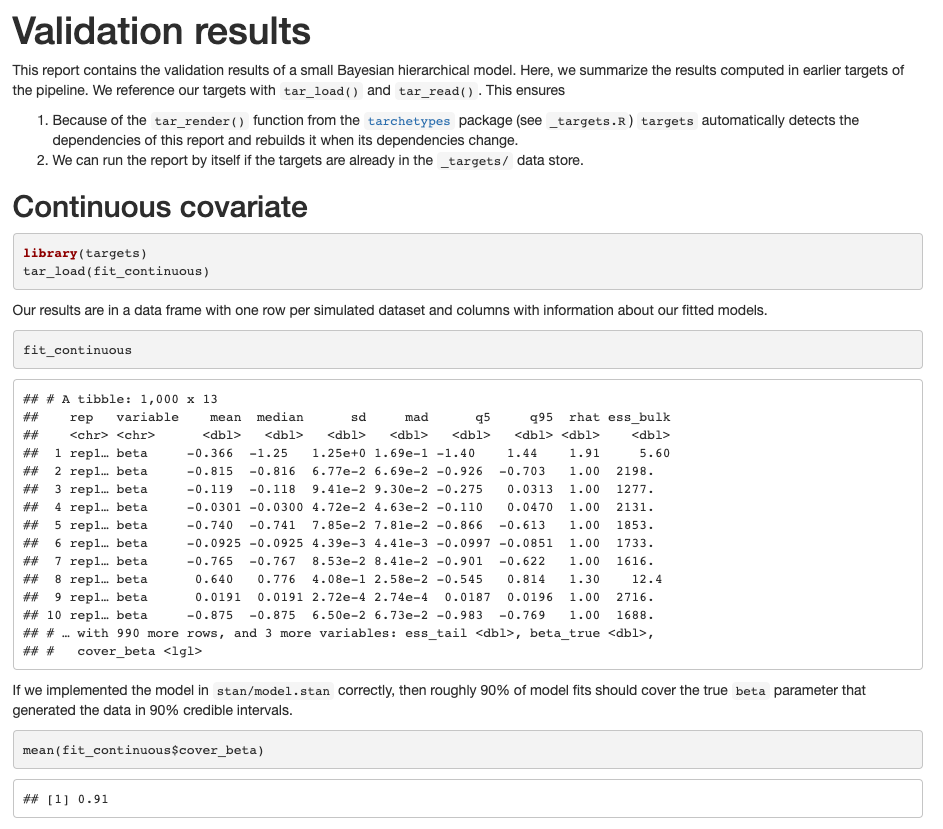 Validation results
This report contains the validation results of a small Bayesian hierarchical model. Here, we summarize the results computed in earlier targets of
the pipeline. We reference our targets with tar_load() and tar_read() . This ensures
1. Because of the tar_render() function from the tarchetypes package (see _targets.R ) targets automatically detects the
dependencies of this report and rebuilds it when its dependencies change.
2. We can run the report by itself if the targets are already in the _targets/ data store.
Continuous covariate
library(targets)
tar_load(fit_continuous)
Our results are in a data frame with one row per simulated dataset and columns with information about our fitted models.
fit_continuous
## # A tibble: 1,000 x 13
##    rep   variable    mean  median      sd     mad      q5     q95  rhat ess_bulk
##    <chr> <chr>      <dbl>   <dbl>   <dbl>   <dbl>   <dbl>   <dbl> <dbl>    <dbl>
##  1 repl… beta     -0.366  -1.25   1.25e+0 1.69e-1 -1.40    1.44    1.91     5.60
##  2 repl… beta     -0.815  -0.816  6.77e-2 6.69e-2 -0.926  -0.703   1.00  2198.
##  3 repl… beta     -0.119  -0.118  9.41e-2 9.30e-2 -0.275   0.0313  1.00  1277.
##  4 repl… beta     -0.0301 -0.0300 4.72e-2 4.63e-2 -0.110   0.0470  1.00  2131.
##  5 repl… beta     -0.740  -0.741  7.85e-2 7.81e-2 -0.866  -0.613   1.00  1853.
##  6 repl… beta     -0.0925 -0.0925 4.39e-3 4.41e-3 -0.0997 -0.0851  1.00  1733.
##  7 repl… beta     -0.765  -0.767  8.53e-2 8.41e-2 -0.901  -0.622   1.00  1616.
##  8 repl… beta      0.640   0.776  4.08e-1 2.58e-2 -0.545   0.814   1.30    12.4
##  9 repl… beta      0.0191  0.0191 2.72e-4 2.74e-4  0.0187  0.0196  1.00  2716.
## 10 repl… beta     -0.875  -0.875  6.50e-2 6.73e-2 -0.983  -0.769   1.00  1688.
## # … with 990 more rows, and 3 more variables: ess_tail <dbl>, beta_true <dbl>,
## #   cover_beta <lgl>
If we implemented the model in stan/model.stan correctly, then roughly 90% of model fits should cover the true beta parameter that
generated the data in 90% credible intervals.
mean(fit_continuous$cover_beta)
## [1] 0.91